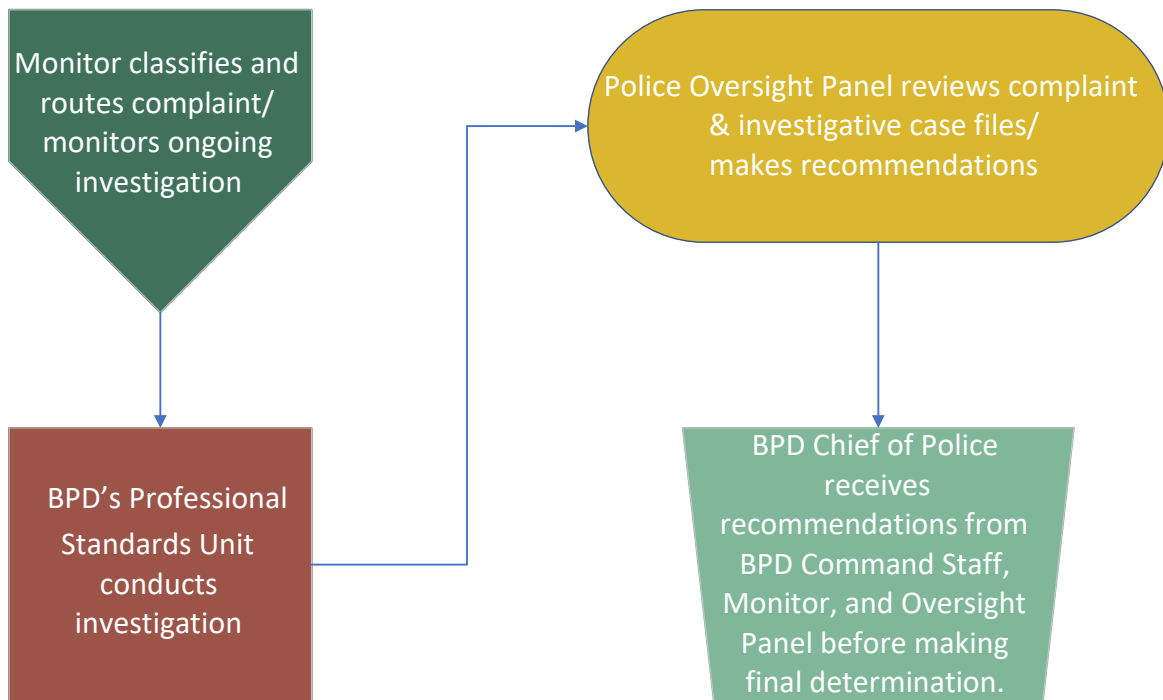 Monitor classifies and
routes complaint/
monitors ongoing
investigation
BPD’s Professional
Standards Unit
conducts
investigation
Police Oversight Panel reviews complaint
& investigative case files/
makes recommendations
BPD Chief of Police
receives
recommendations from
BPD Command Staff,
Monitor, and Oversight
Panel before making
final determination.